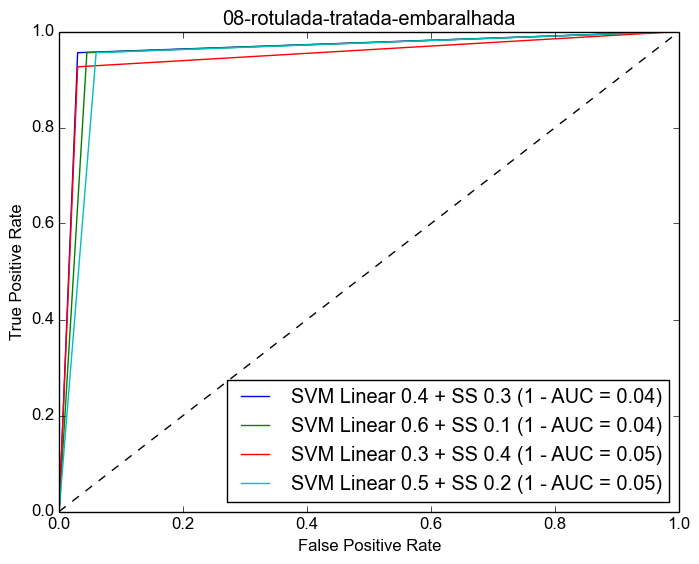 08-rotulada-tratada-embaralhada
1.0
0.8
0.6
0.4
0.2
0.0
True Positive Rate
SVM Linear 0.4 + SS 0.3 (1 - AUC = 0.04)
SVM Linear 0.6 + SS 0.1 (1 - AUC = 0.04)
SVM Linear 0.3 + SS 0.4 (1 - AUC = 0.05)
SVM Linear 0.5 + SS 0.2 (1 - AUC = 0.05)
0.0 0.2 0.4 0.6 0.8 1.0
False Positive Rate